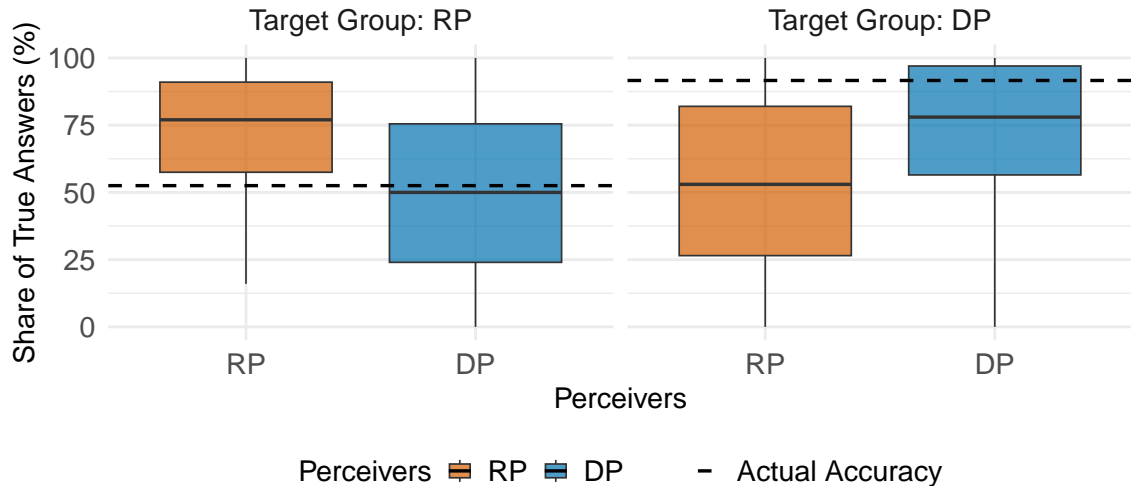 Target Group: RP
Target Group: DP
Share of True Answers (%)
100
75
50
25
0
RP
DP
RP
DP
Perceivers
Perceivers RP DP Actual Accuracy